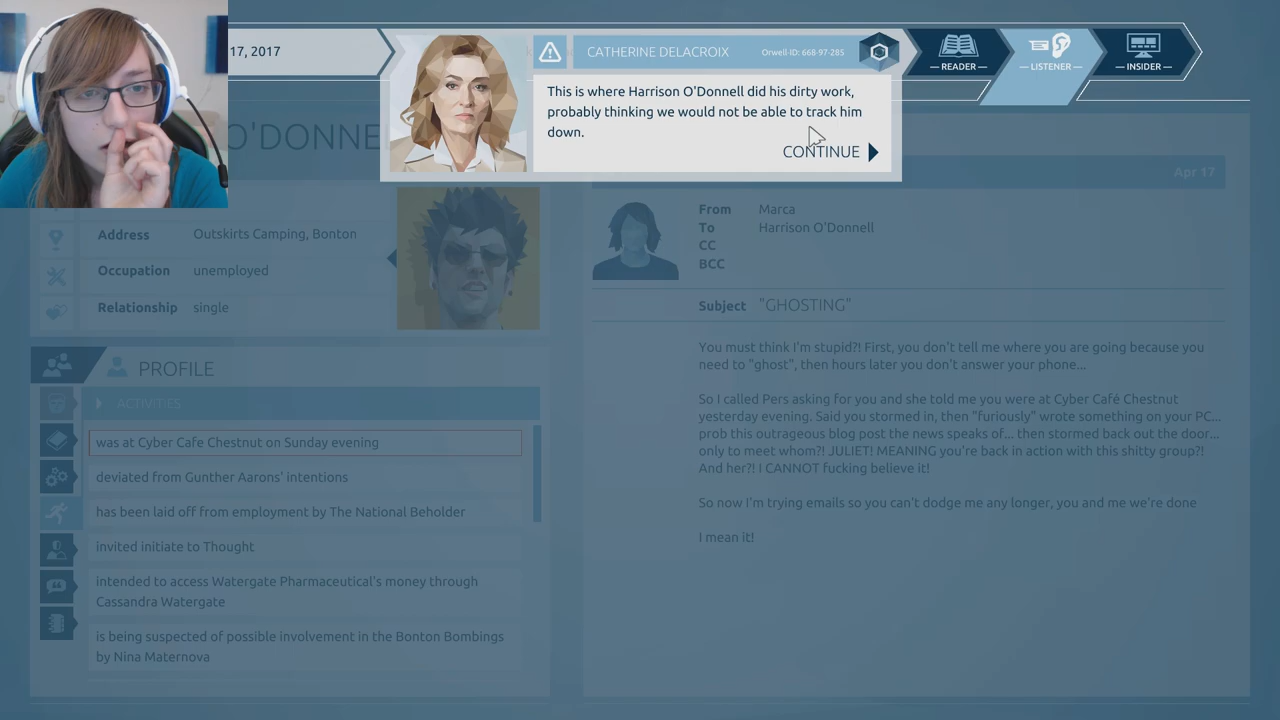 17, 2017
CATHERINE DELACROIX
Orwell-ID: 668-97-285
This is where Harrison O'Donnell did his dirty work,
probably thinking we would not be able to track him
down.
CONTINUE
— READER —
— LISTENER —
— INSIDER —
O'DONNE
Address Outskirts Camping, Bonton
Occupation unemployed
Relationship single
PROFILE
ACTIVITIES
was at Cyber Cafe Chestnut on Sunday evening
deviated from Gunther Aarons' intentions
has been laid off from employment by The National Beholder
invited initiate to Thought
intended to access Watergate Pharmaceutical's money through
Cassandra Watergate
is being suspected of possible involvement in the Bonton Bombings
by Nina Maternova
Apr 17
From Marca
To Harrison O'Donnell
CC
BCC
Subject "GHOSTING"
You must think I'm stupid?! First, you don't tell me where you are going because you
need to "ghost", then hours later you don't answer your phone...
So I called Pers asking for you and she told me you were at Cyber Café Chestnut
yesterday evening. Said you stormed in, then "furiously" wrote something on your PC...
prob this outrageous blog post the news speaks of... then stormed back out the door...
only to meet whom?! JULIET! MEANING you're back in action with this shitty group?!
And her?! I CANNOT fucking believe it!
So now I'm trying emails so you can't dodge me any longer, you and me we're done
I mean it!